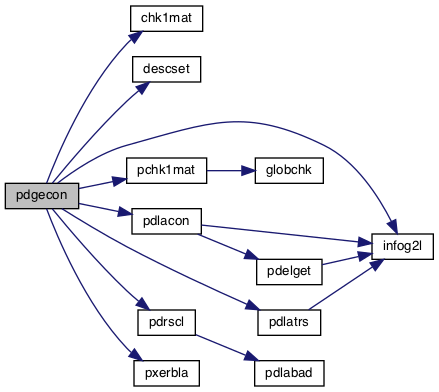 chk1mat
descset
pchk1mat
globchk
pdgecon
pdlacon
infog2l
pdelget
pdrscl
pdlatrs
pxerbla
pdlabad